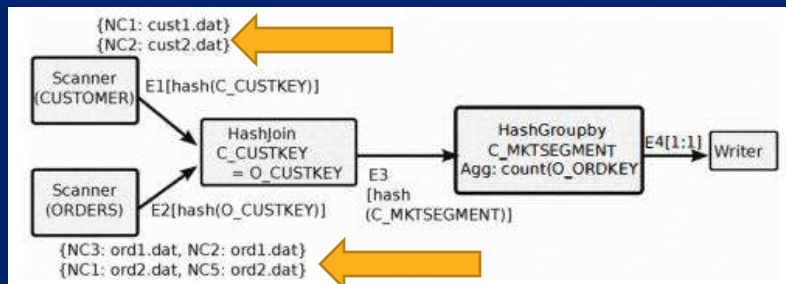 {NC1: cust1.dat}
{NC2: cust2.dat}
Scanner
(CUSTOMER)
E1[hash(C_CUSTKEY)]
HashJoin
C_CUSTKEY
= O_CUSTKEY
E3
[hash
(C_MKTSEGMENT)]
HashGroupby
C_MKTSEGMENT
Agg: count(O_ORDKEY
E4[1:1]
Writer
Scanner
(ORDERS)
E2[hash(O_CUSTKEY)]
{NC3: ord1.dat, NC2: ord1.dat}
{NC1: ord2.dat, NC5: ord2.dat}